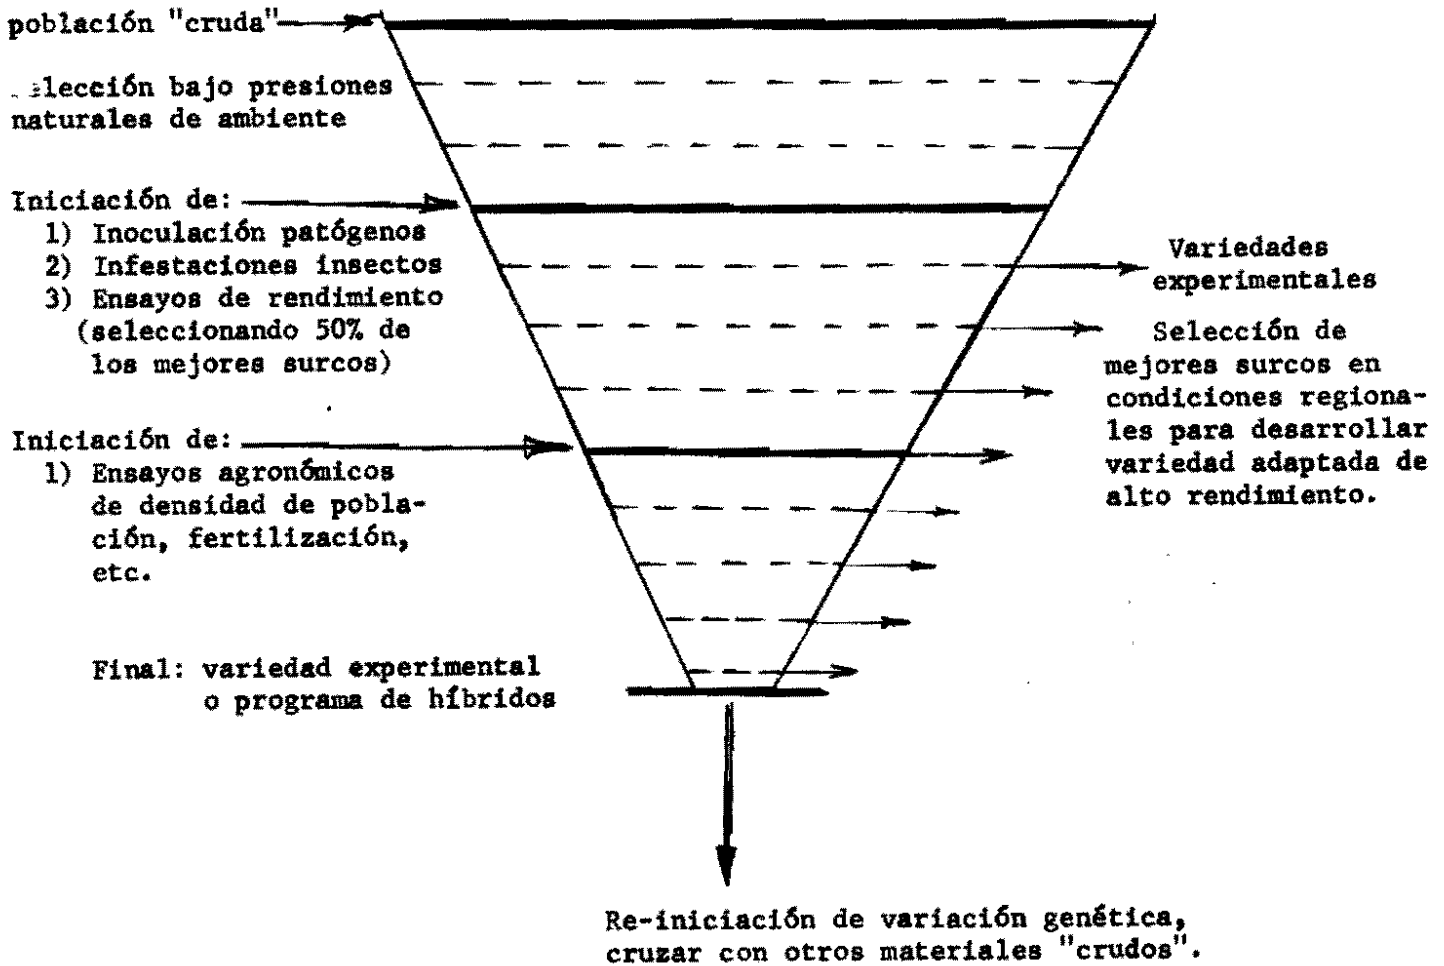 población "cruda"
bajo presiones
naturales de ambiente
Iniciación de:
1) Inoculación patógenos
2) Infestaciones insectos
3) Ensayos de rendimiento
(seleccionando 50% de
los mejores surcos)
Iniciación de:
1) Ensayos agronómicos
de densidad de pobla-
ción, fertilización,
etc.
Final: variedad experimental
o programa de híbridos
Variedades
experimentales
Selección de
mejores surcos en
condiciones regiona-
les para desarrollar
variedad adaptada de
alto rendimiento.
Re-iniciación de variación genética,
cruzar con otros materiales "crudos".